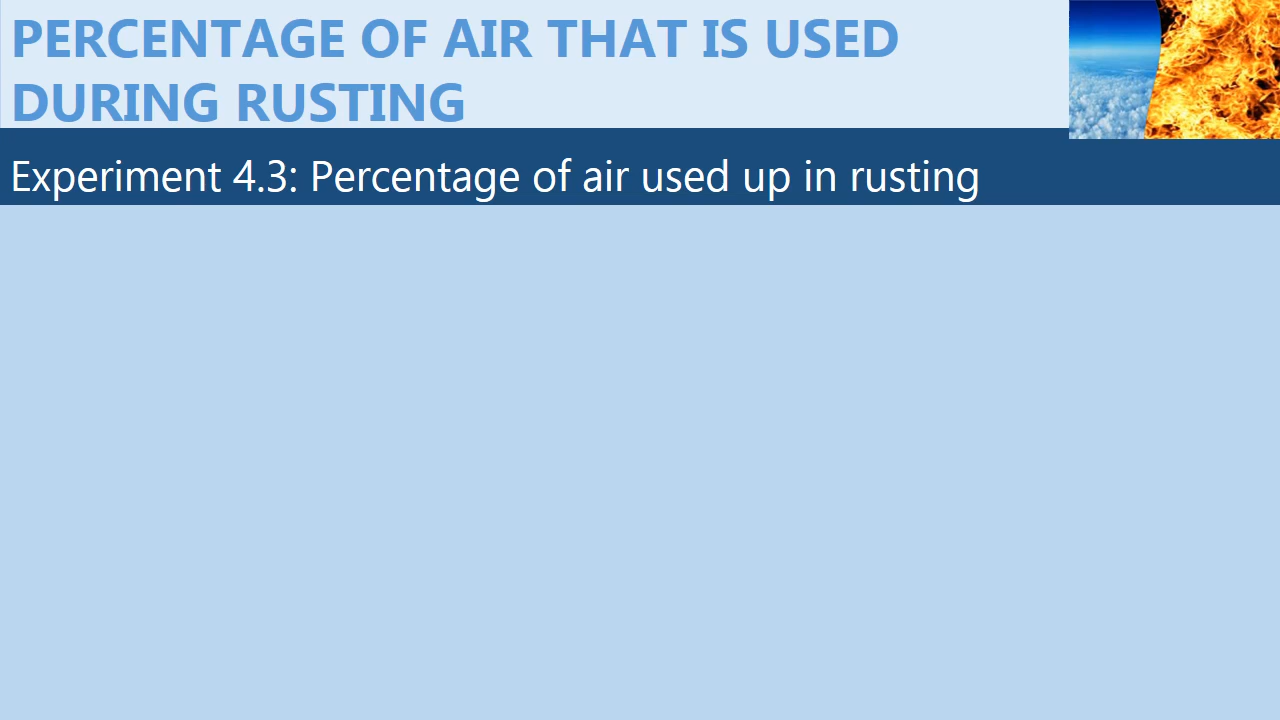 PERCENTAGE OF AIR THAT IS USED
DURING RUSTING
Experiment 4.3: Percentage of air used up in rusting